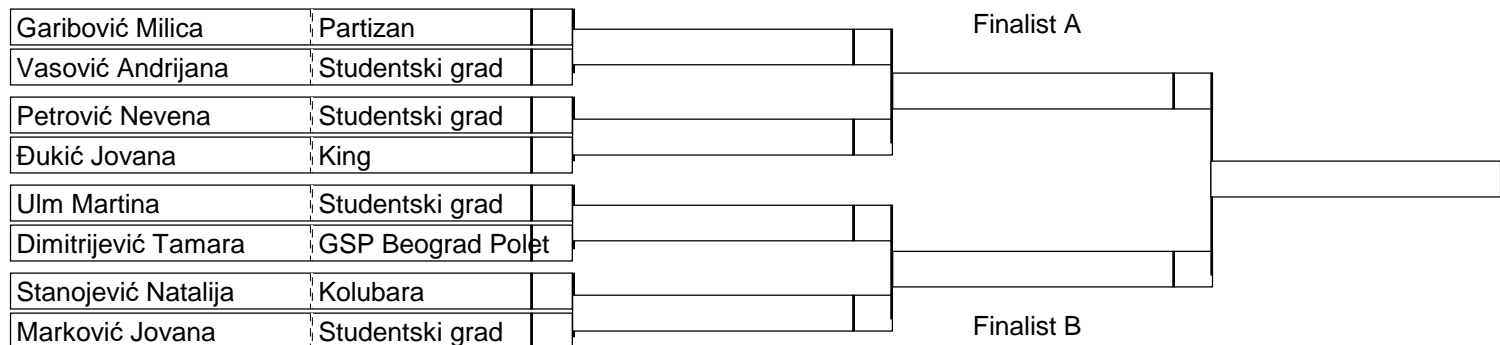 Garibović Milica Partizan
Finalist A
Vasović Andrijana Studentski grad
Petrović Nevena Studentski grad
Đukić Jovana King
Ulm Martina Studentski grad
Dimitrijević Tamara GSP Beograd Polet
Stanojević Natalija Kolubara
Marković Jovana Studentski grad
Finalist B